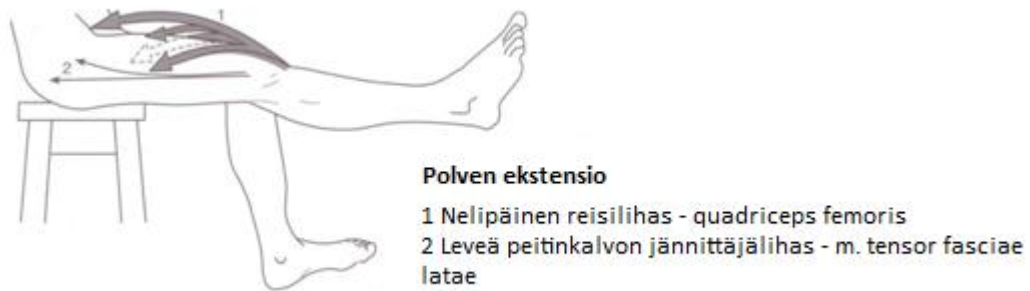 1
2
Polven ekstensio
1 Nelipäinen reisilihas - quadriceps femoris
2 Leveä peitinkalvon jännittäjälihas - m. tensor fasciae
latae